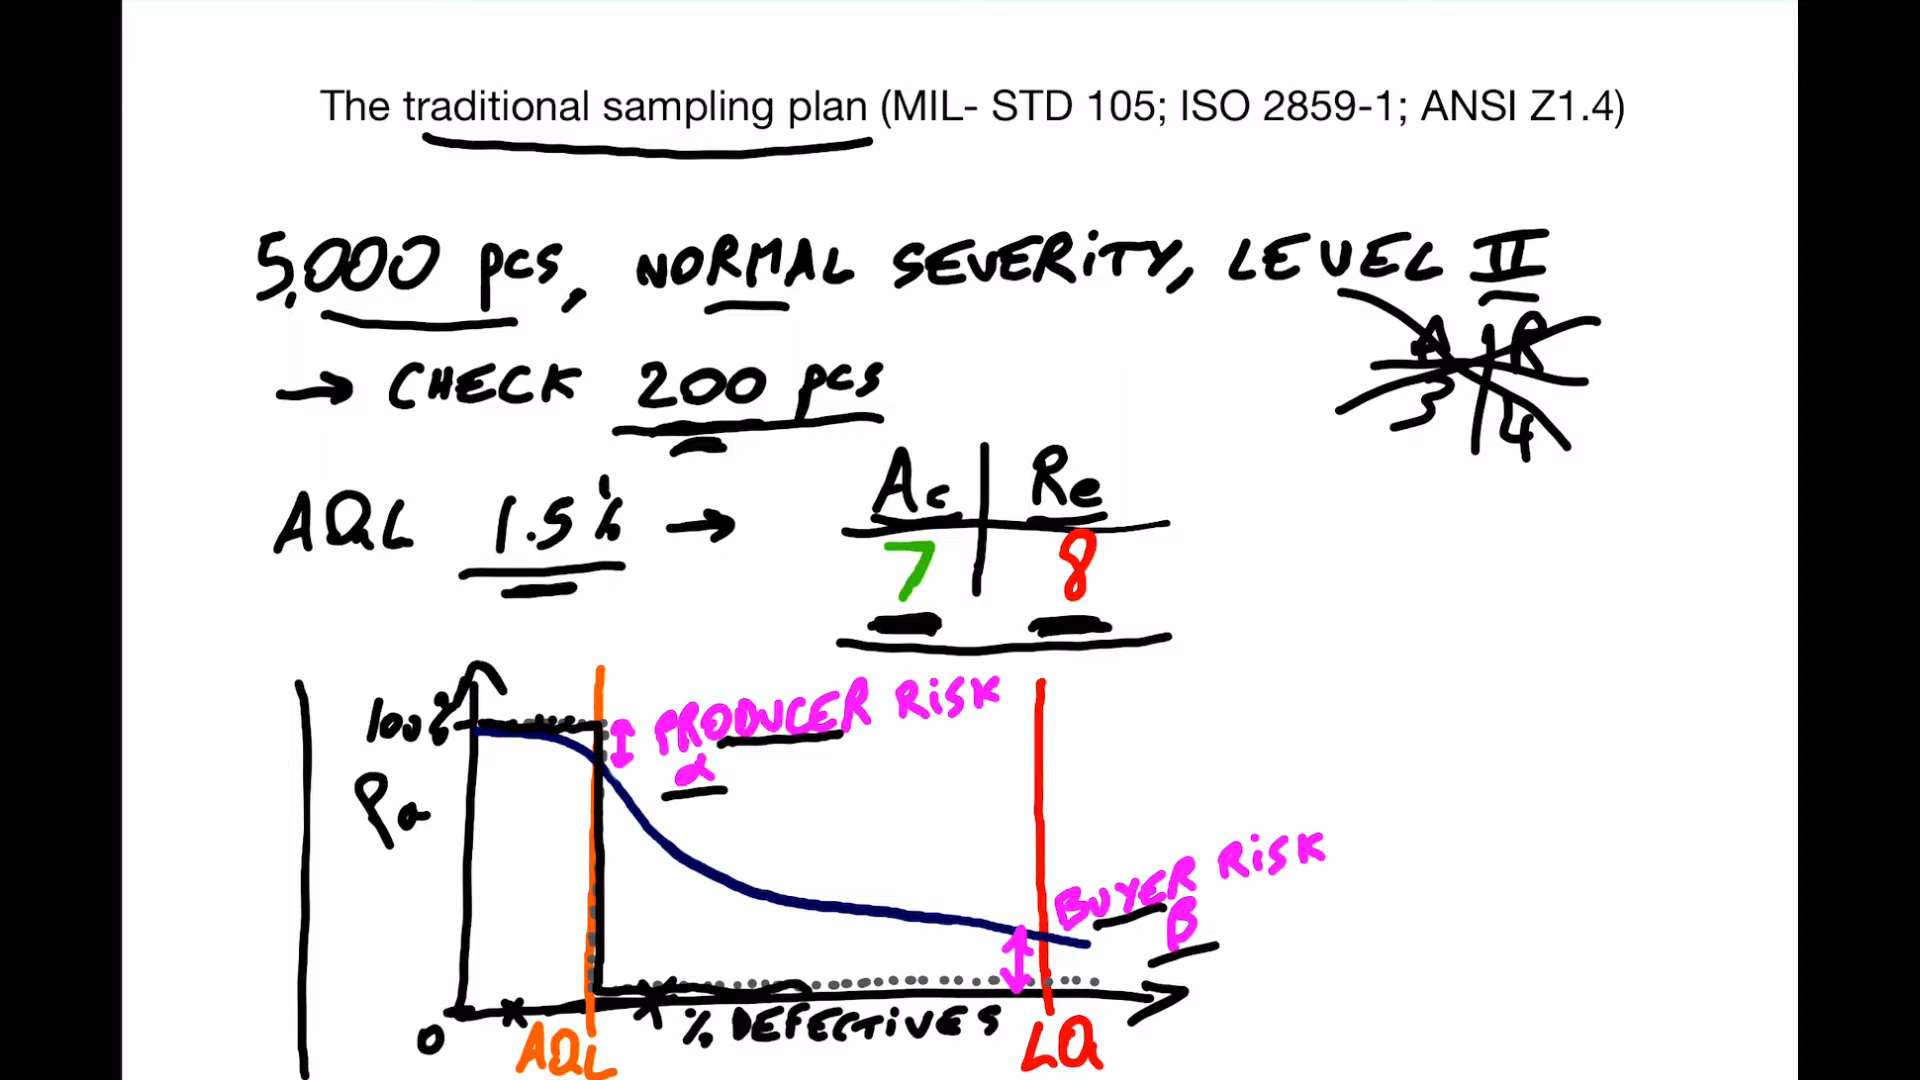 The traditional sampling plan (MIL- STD 105; ISO 2859-1; ANSI Z1.4)
5,000 pcs, NORMAL SEVERITY, LEVEL II
A R
3 4
→ CHECK 200 pcs
AQL 1.5% →
Ac Re
7 8
100%
PRODUCER RISK
α
Pa
BUYER RISK
β
0
AQL
% DEFECTIVES
LQ